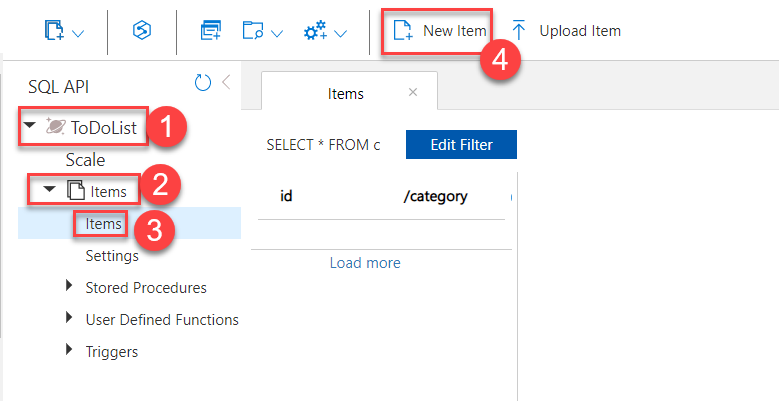 New Item
Upload Item
4
SQL API
ToDoList
1
Scale
Items
2
Items
3
Settings
Stored Procedures
User Defined Functions
Triggers
Items
SELECT * FROM c
Edit Filter
id
/category
Load more